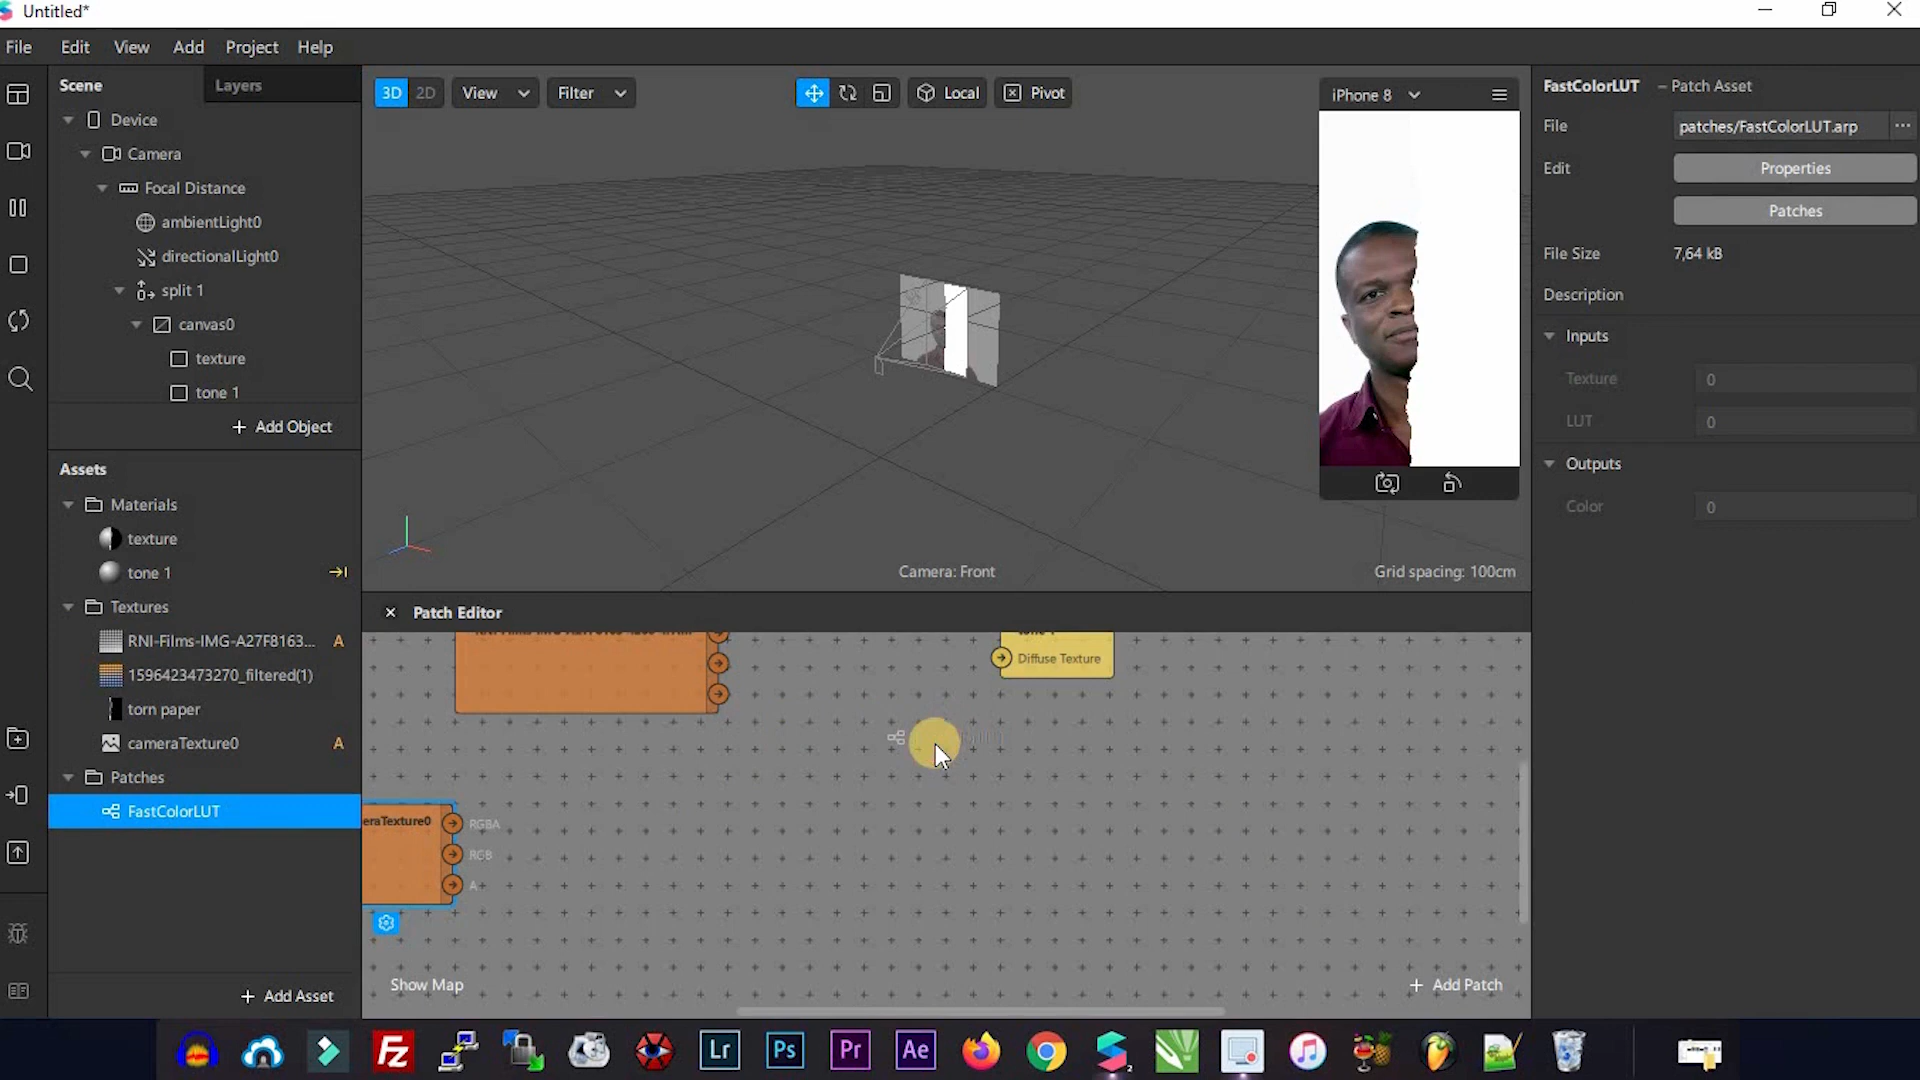 Untitled*
File Edit View Add Project Help
Scene Layers
Device
Camera
Focal Distance
ambientLight0
directionalLight0
split 1
canvas0
texture
tone 1
+ Add Object
Assets
Materials
texture
tone 1
Textures
RNI-Films-IMG-A27F8163... A
1596423473270_filtered(1)
torn paper
cameraTexture0 A
Patches
FastColorLUT
+ Add Asset
3D 2D View Filter Local Pivot
iPhone 8
Camera: Front
Grid spacing: 100cm
Patch Editor
Diffuse Texture
eraTexture0
RGBA
RGB
A
Show Map
+ Add Patch
FastColorLUT – Patch Asset
File patches/FastColorLUT.arp ...
Edit Properties
Patches
File Size 7,64 kB
Description
Inputs
Texture 0
LUT 0
Outputs
Color 0
FZ Lr Ps Pr Ae 2